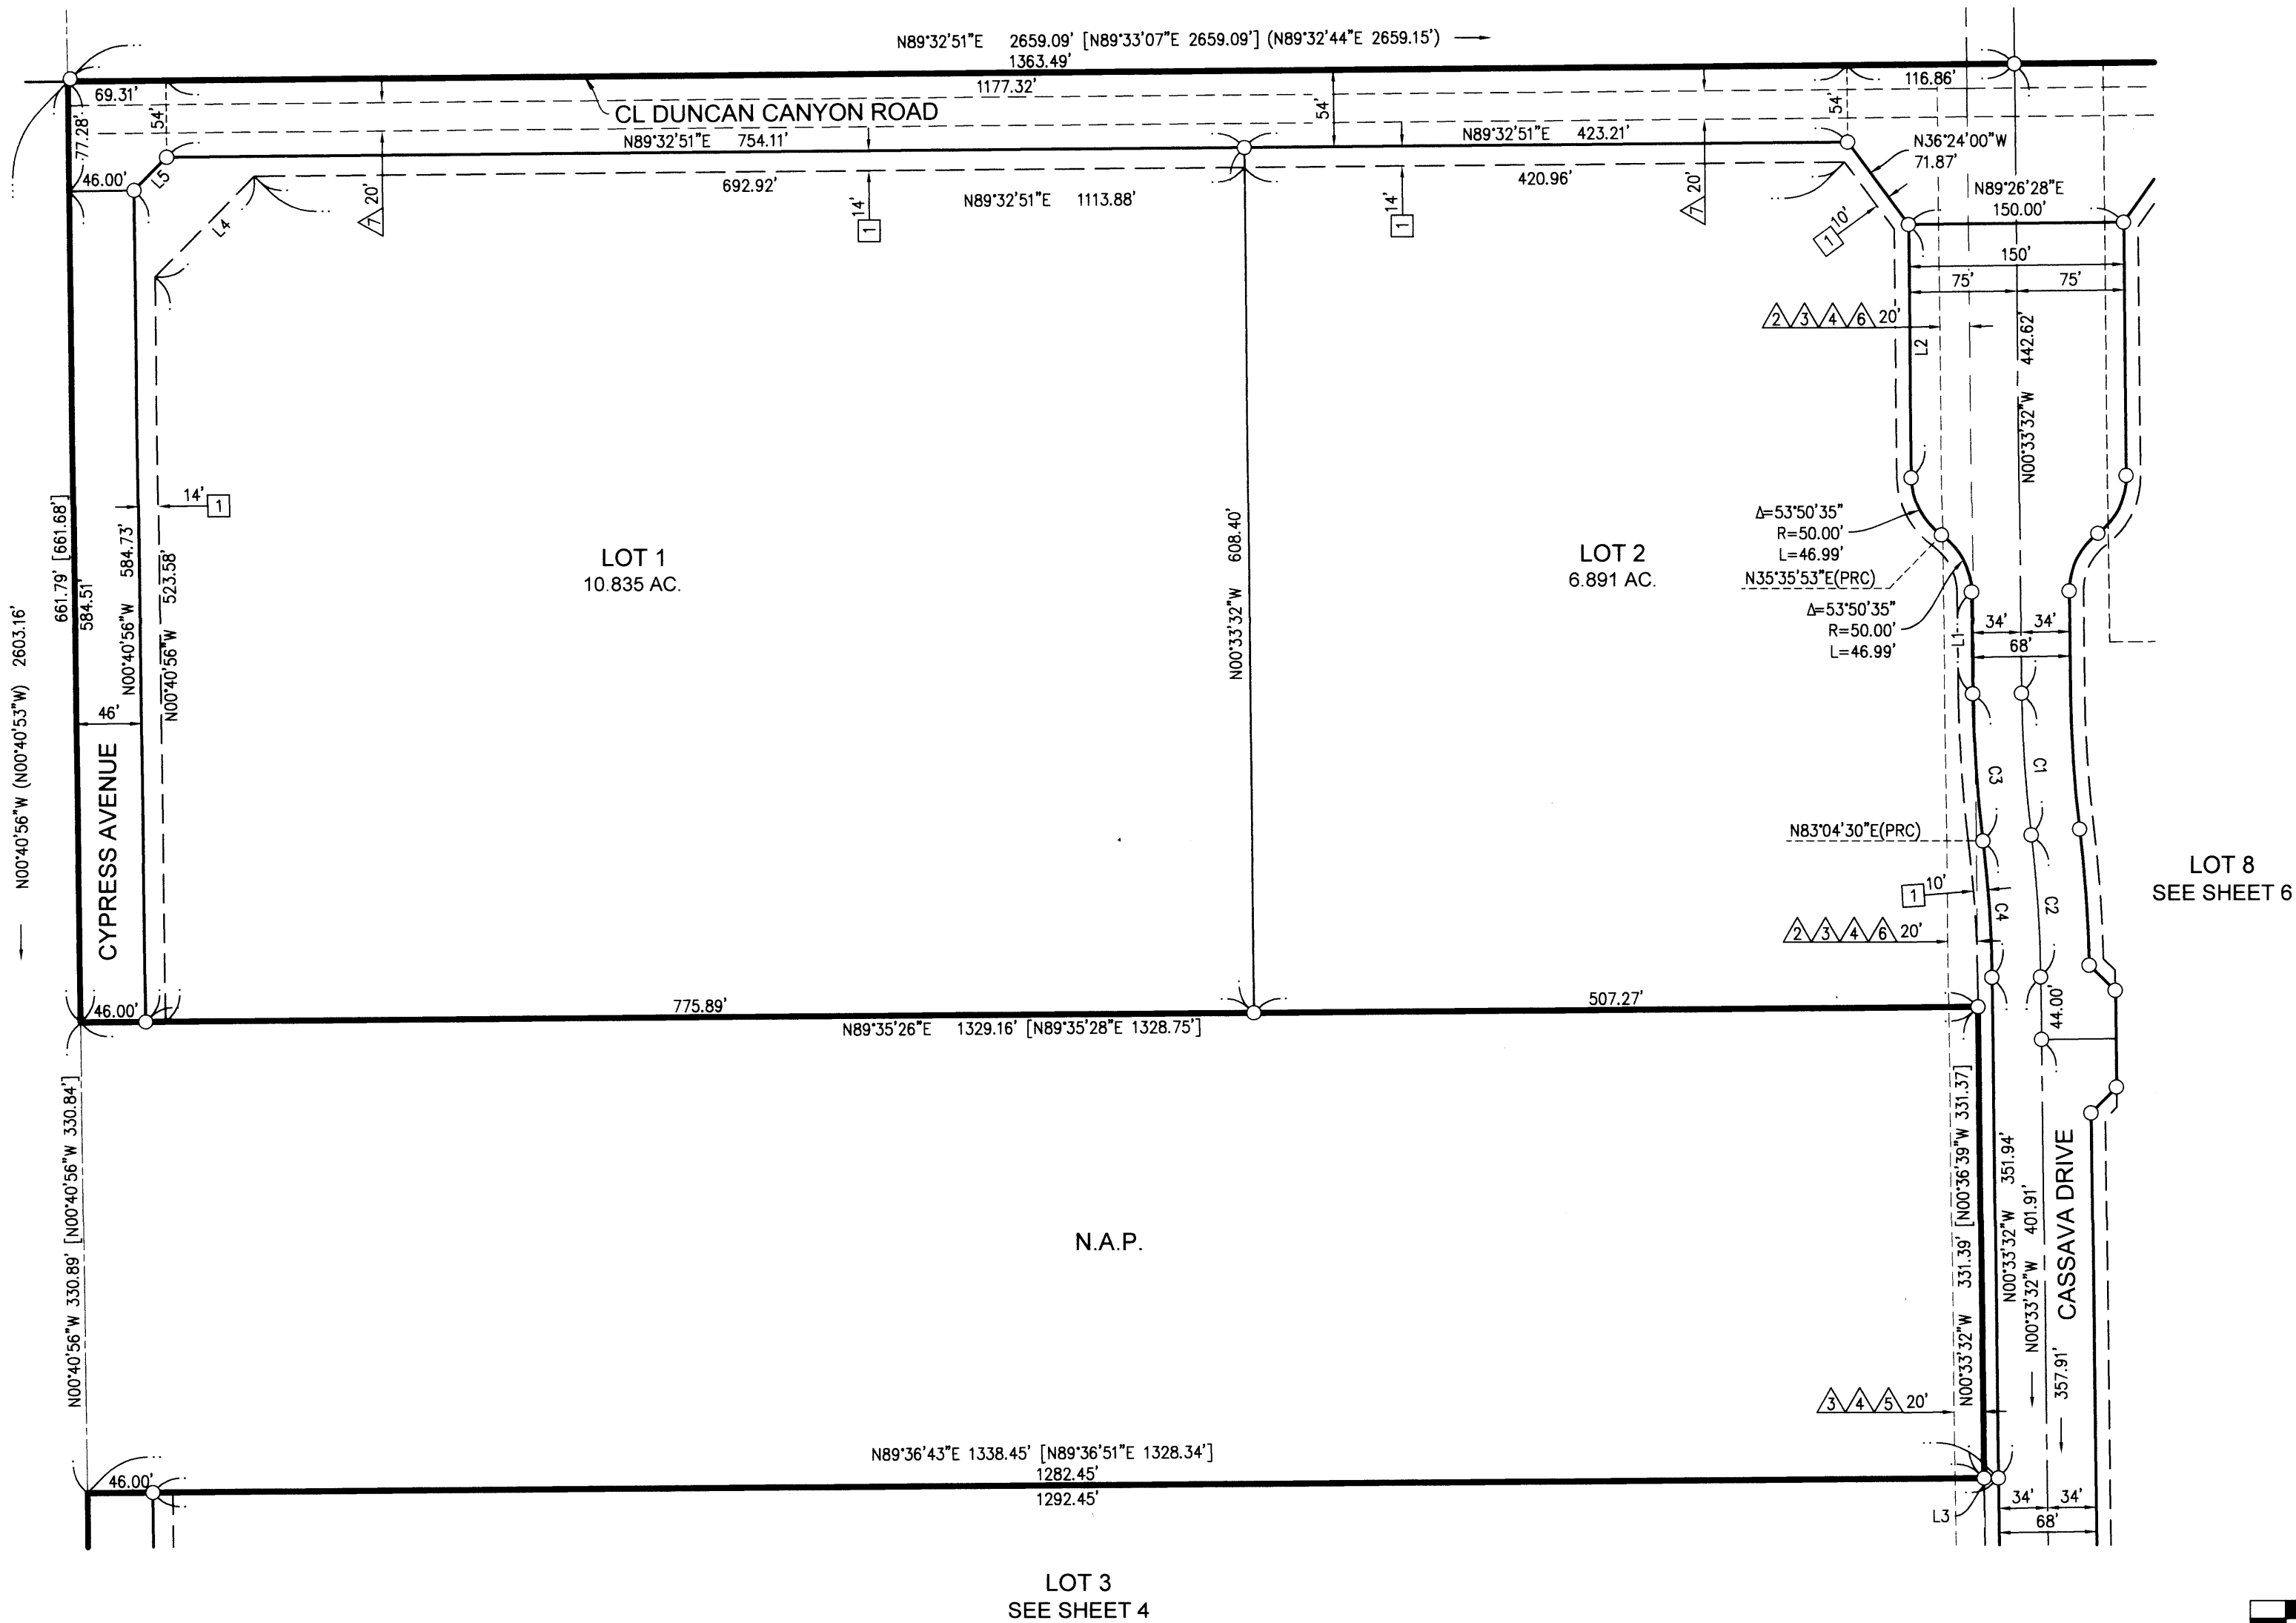 N89°32'51"E 2659.09' [N89°33'07"E 2659.09'] (N89°32'44"E 2659.15')
1363.49'
69.31'
1177.32'
116.86'
77.28'
54'
CL DUNCAN CANYON ROAD
54'
54'
N89°32'51"E 754.11'
N89°32'51"E 423.21'
N36°24'00"W
71.87'
46.00'
L5
692.92'
N89°32'51"E 1113.88'
420.96'
N89°26'28"E
150.00'
7 20'
14'
1
14'
1
7 20'
1 10'
L4
150'
75'
75'
2 3 4 6 20'
L2
N00°33'32"W 442.62'
14'
1
661.79' [661.68']
584.51'
N00°40'56"W 584.73'
N00°40'56"W 523.58'
N00°40'56"W (N00°40'53"W) 2603.16'
LOT 1
10.835 AC.
N00°33'32"W 608.40'
LOT 2
6.891 AC.
Δ=53°50'35"
R=50.00'
L=46.99'
N35°35'53"E(PRC)
Δ=53°50'35"
R=50.00'
L=46.99'
L1
34'
34'
68'
46'
CYPRESS AVENUE
C3
C1
N83°04'30"E(PRC)
1 10'
C4
C2
2 3 4 6 20'
LOT 8
SEE SHEET 6
46.00'
775.89'
507.27'
N89°35'26"E 1329.16' [N89°35'28"E 1328.75']
44.00'
N00°40'56"W 330.89' [N00°40'56"W 330.84']
N.A.P.
N00°33'32"W 331.39' [N00°36'39"W 331.37]
N00°33'32"W 351.94'
N00°33'32"W 401.91'
357.91'
CASSAVA DRIVE
3 4 5 20'
N89°36'43"E 1338.45' [N89°36'51"E 1328.34']
46.00'
1282.45'
1292.45'
L3
34'
34'
68'
LOT 3
SEE SHEET 4